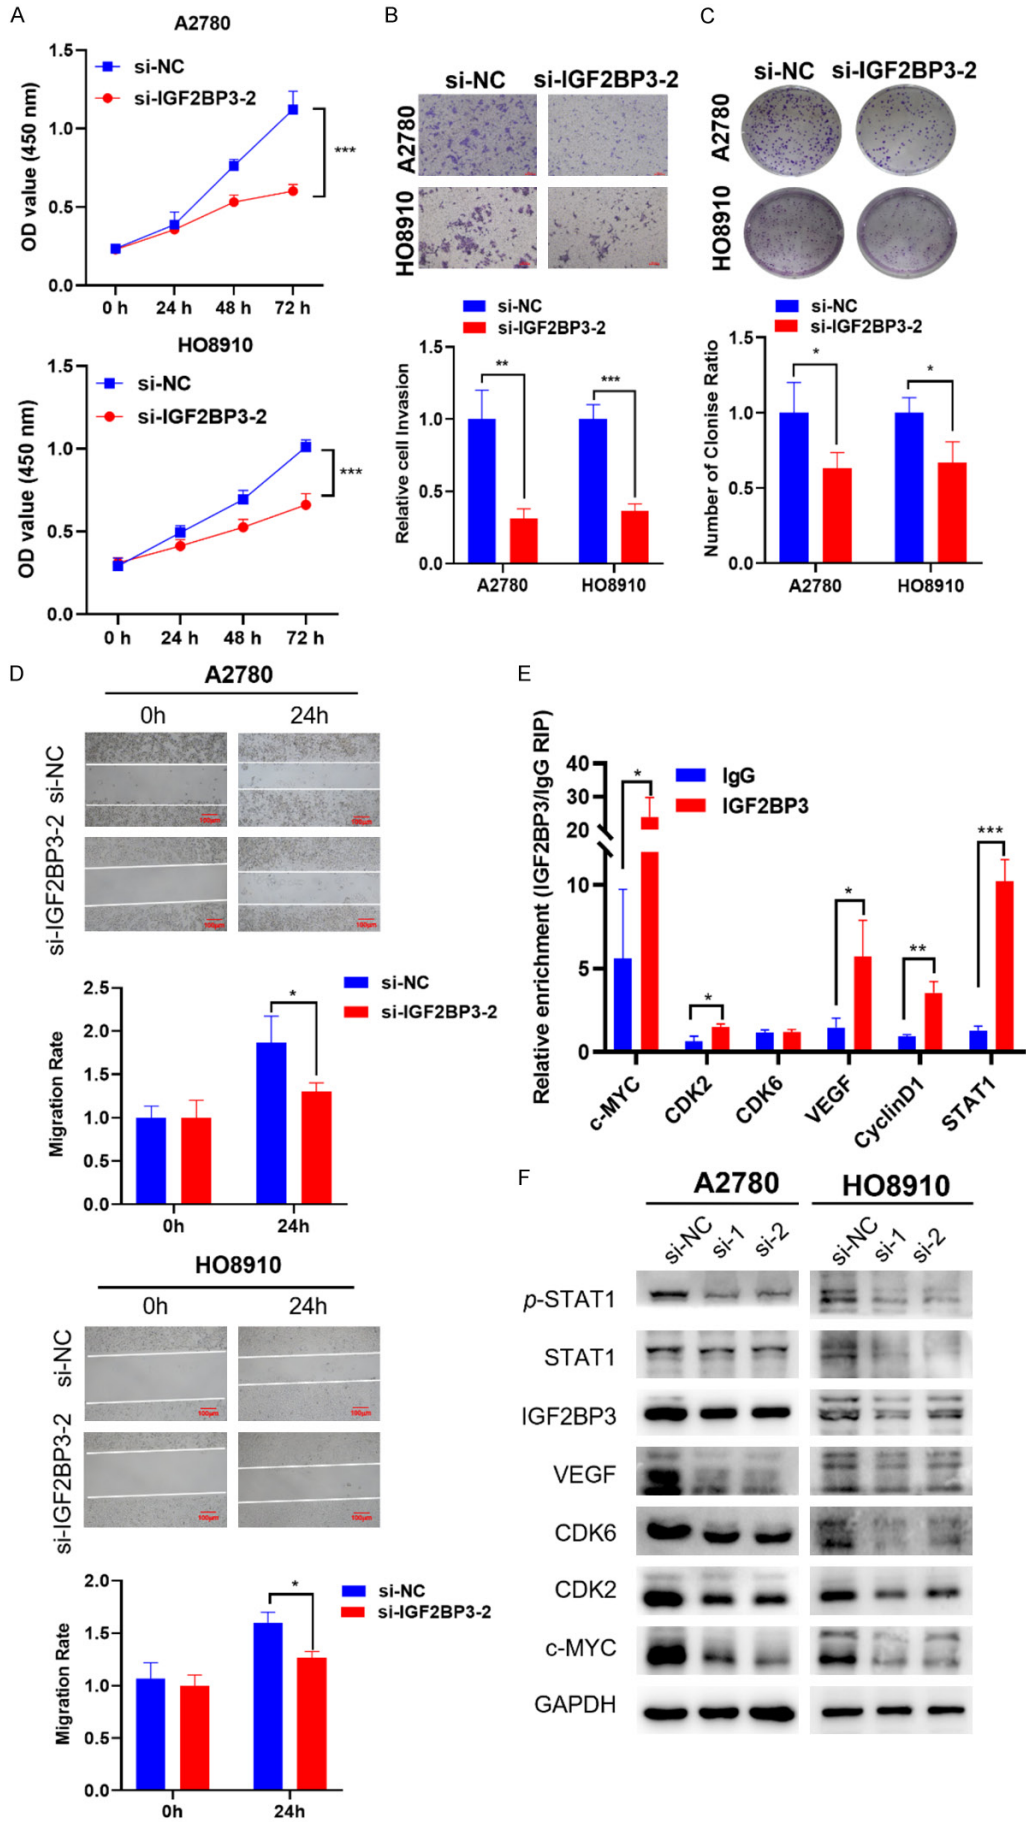 A
A2780
1.5
1.0
0.5
0.0
OD value (450 nm)
si-NC
si-IGF2BP3-2
***
0 h 24 h 48 h 72 h
HO8910
1.5
1.0
0.5
0.0
OD value (450 nm)
si-NC
si-IGF2BP3-2
***
0 h 24 h 48 h 72 h
B
si-NC si-IGF2BP3-2
A2780
HO8910
si-NC
si-IGF2BP3-2
1.5
1.0
0.5
0.0
Relative cell Invasion
** ***
A2780 HO8910
C
si-NC si-IGF2BP3-2
A2780
HO8910
si-NC
si-IGF2BP3-2
1.5
1.0
0.5
0.0
Number of Clonise Ratio
* *
A2780 HO8910
D
A2780
0h 24h
si-NC
100μm 100μm
si-IGF2BP3-2
100μm 100μm
si-NC
si-IGF2BP3-2
2.5
2.0
1.5
1.0
0.5
0.0
Migration Rate
*
0h 24h
HO8910
0h 24h
si-NC
100μm 100μm
si-IGF2BP3-2
100μm 100μm
si-NC
si-IGF2BP3-2
2.0
1.5
1.0
0.5
0.0
Migration Rate
*
0h 24h
E
Relative enrichment (IGF2BP3/IgG RIP)
40
30
20
10
5
0
IgG
IGF2BP3
* * * ** ***
c-MYC CDK2 CDK6 VEGF CyclinD1 STAT1
F
A2780 HO8910
si-NC si-1 si-2 si-NC si-1 si-2
p-STAT1
STAT1
IGF2BP3
VEGF
CDK6
CDK2
c-MYC
GAPDH